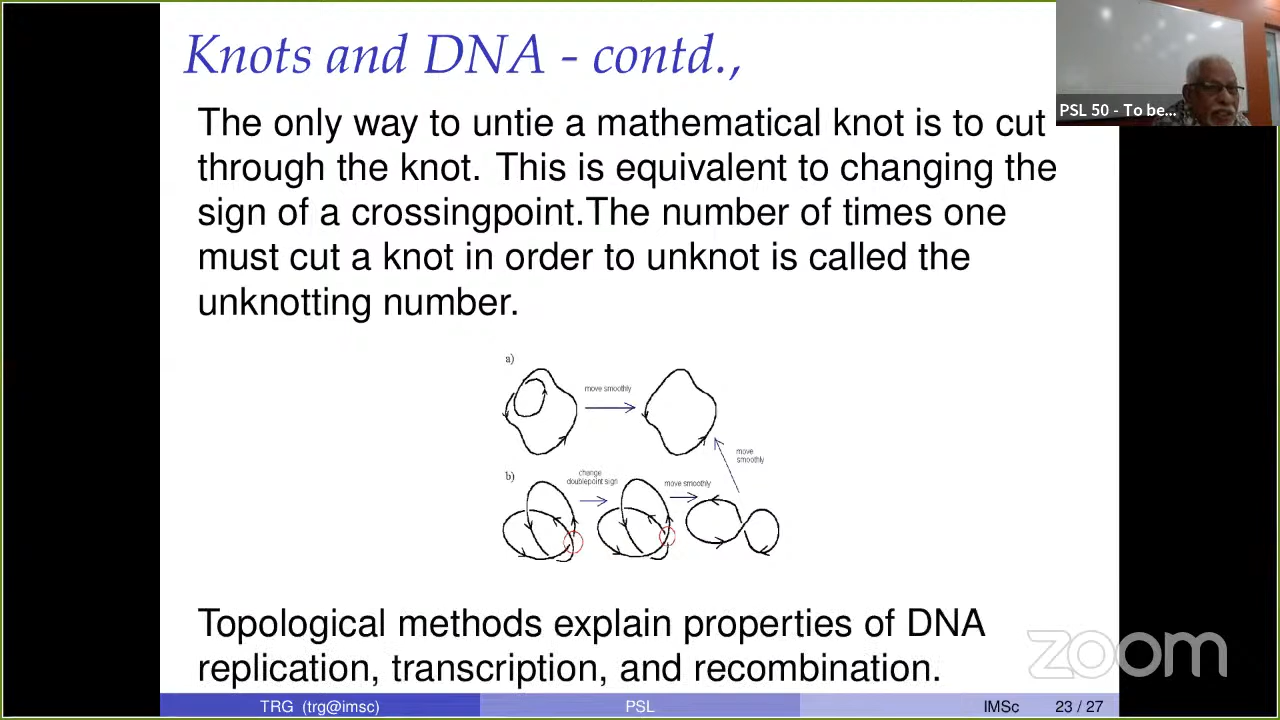 Knots and DNA - contd.,
PSL 50 - To be...
The only way to untie a mathematical knot is to cut
through the knot. This is equivalent to changing the
sign of a crossingpoint.The number of times one
must cut a knot in order to unknot is called the
unknotting number.
a)
move smoothly
move
smoothly
b)
change
doublepoint sign
move smoothly
Topological methods explain properties of DNA
replication, transcription, and recombination.
zoom
TRG (trg@imsc)
PSL
IMSc
23 / 27